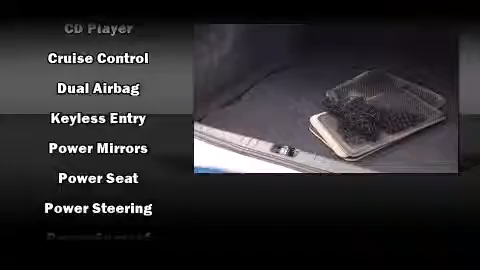 CD Player
Cruise Control
Dual Airbag
Keyless Entry
Power Mirrors
Power Seat
Power Steering